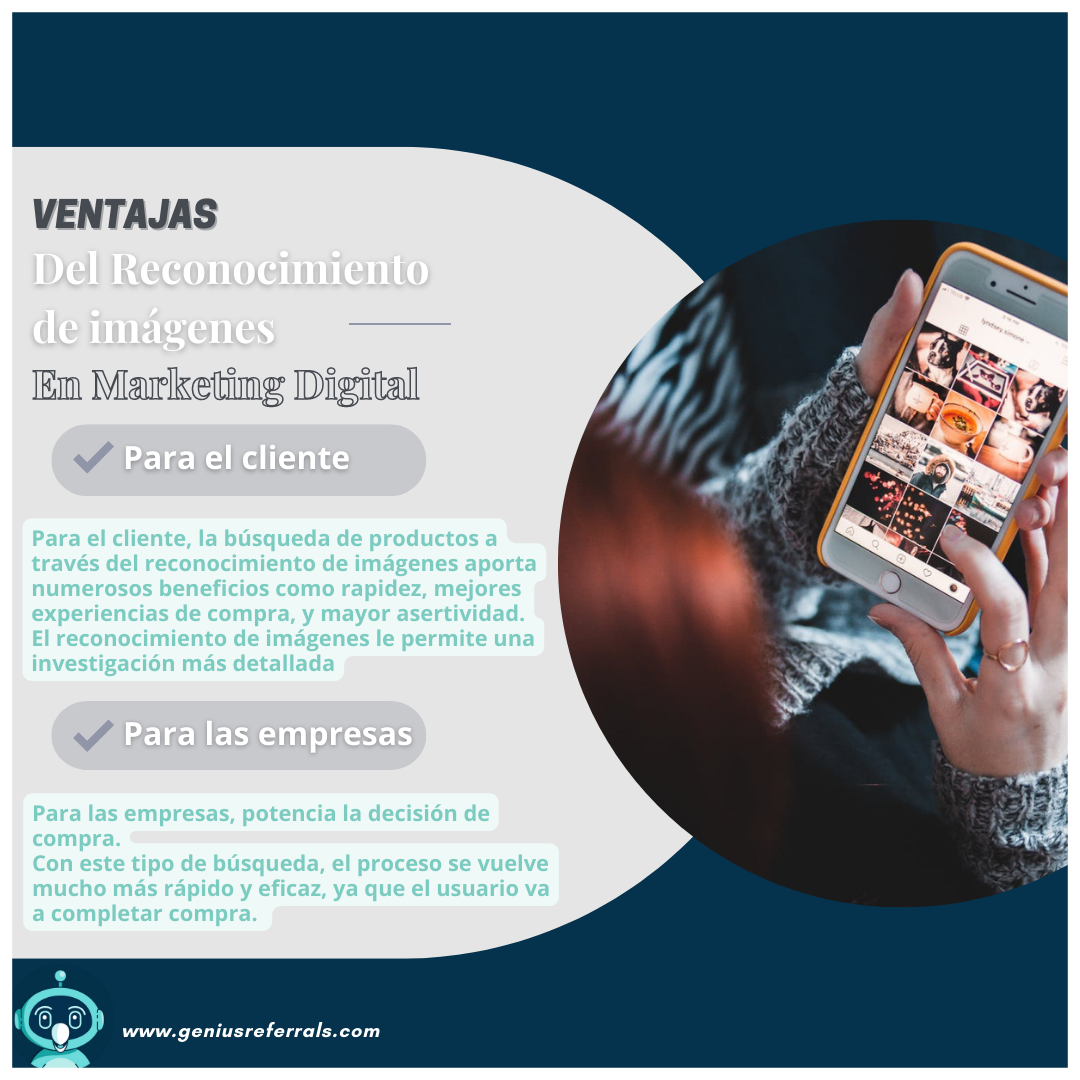 VENTAJAS
Del Reconocimiento
de imágenes
En Marketing Digital
Para el cliente
Para el cliente, la búsqueda de productos a
través del reconocimiento de imágenes aporta
numerosos beneficios como rapidez, mejores
experiencias de compra, y mayor asertividad.
El reconocimiento de imágenes le permite una
investigación más detallada
Para las empresas
Para las empresas, potencia la decisión de
compra.
Con este tipo de búsqueda, el proceso se vuelve
mucho más rápido y eficaz, ya que el usuario va
a completar compra.
www.geniusreferrals.com